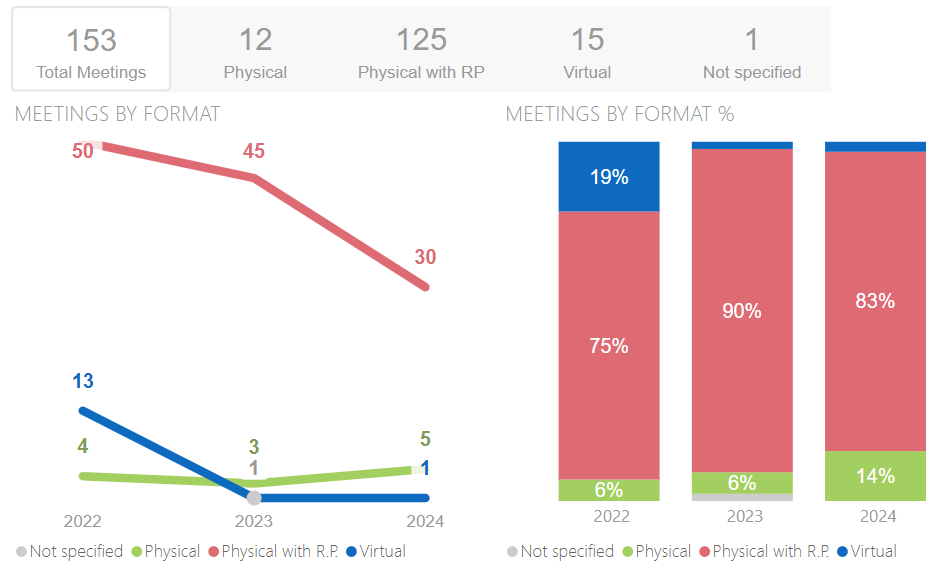 153 12 125 15 1
Total Meetings Physical Physical with RP Virtual Not specified
MEETINGS BY FORMAT
50
45
30
13
4
3
1
5
1
2022 2023 2024
Not specified Physical Physical with R.P. Virtual
MEETINGS BY FORMAT %
19%
75%
6%
90%
6%
83%
14%
2022 2023 2024
Not specified Physical Physical with R.P. Virtual